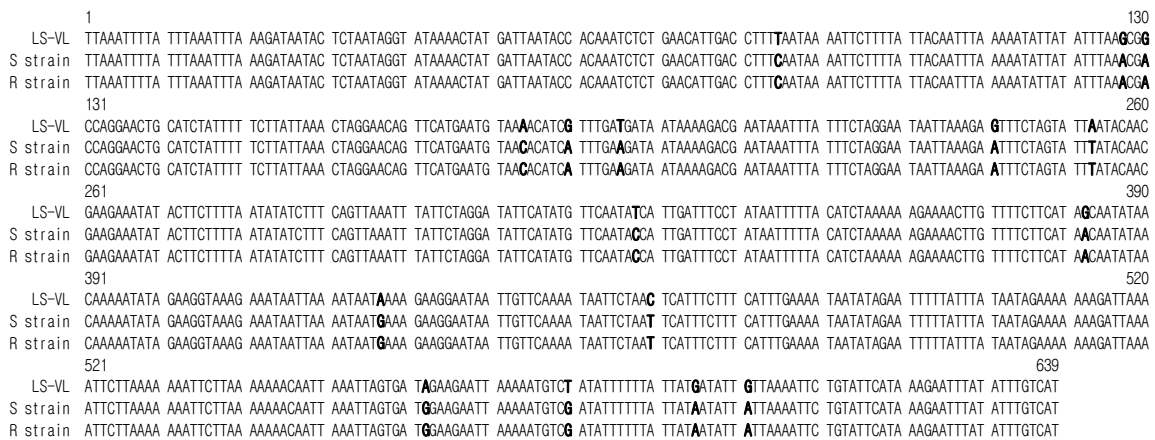 1 130
LS-VL TTAAATTTTA TTTAAATTTA AAGATAATAC TCTAATAGGT ATAAAACTAT GATTAATACC ACAAATCTCT GAACATTGAC CCTTTTAATAA AATTCTTTTA TTACAATTTA AAAATATTAT ATTTAAGCGG
S strain TTAAATTTTA TTTAAATTTA AAGATAATAC TCTAATAGGT ATAAAACTAT GATTAATACC ACAAATCTCT GAACATTGAC CCTTTCAATAA AATTCTTTTA TTACAATTTA AAAATATTAT ATTTAAACGA
R strain TTAAATTTTA TTTAAATTTA AAGATAATAC TCTAATAGGT ATAAAACTAT GATTAATACC ACAAATCTCT GAACATTGAC CCTTTCAATAA AATTCTTTTA TTACAATTTA AAAATATTAT ATTTAAACGA
131 260
LS-VL CCAGGAACTG CATCTATTTT TCTTATTAAA CTAGGAACAG TTCATGAATG TAAAACATCG TTTGATGATA ATAAAAGACG AATAAATTTA TTTCTAGGAA TAATTAAAGA GTTTCTAGTA TTAATACAAC
S strain CCAGGAACTG CATCTATTTT TCTTATTAAA CTAGGAACAG TTCATGAATG TAACACATCA TTTGAAGATA ATAAAAGACG AATAAATTTA TTTCTAGGAA TAATTAAAGA ATTTCTAGTA TTTATACAAC
R strain CCAGGAACTG CATCTATTTT TCTTATTAAA CTAGGAACAG TTCATGAATG TAACACATCA TTTGAAGATA ATAAAAGACG AATAAATTTA TTTCTAGGAA TAATTAAAGA ATTTCTAGTA TTTATACAAC
261 390
LS-VL GAAGAAATAT ACTTCTTTTA ATATATCTTT CAGTTAAATT TATTCTAGGA TATTCATATG TTCAATATCA TTGATTTCCT ATAATTTTTA CATCTAAAAA AGAAAACTTG TTTTCTTCAT AGCAATATAA
S strain GAAGAAATAT ACTTCTTTTA ATATATCTTT CAGTTAAATT TATTCTAGGA TATTCATATG TTCAATACCA TTGATTTCCT ATAATTTTTA CATCTAAAAA AGAAAACTTG TTTTCTTCAT AACAATATAA
R strain GAAGAAATAT ACTTCTTTTA ATATATCTTT CAGTTAAATT TATTCTAGGA TATTCATATG TTCAATACCA TTGATTTCCT ATAATTTTTA CATCTAAAAA AGAAAACTTG TTTTCTTCAT AACAATATAA
391 520
LS-VL CAAAAATATA GAAGGTAAAG AAATAATTAA AATAATAAAA GAAGGAATAA TTGTTCAAAA TAATTCTAAC TCATTTCTTT CATTTGAAAA TAATATAGAA TTTTTATTTA TAATAGAAAA AAAGATTAAA
S strain CAAAAATATA GAAGGTAAAG AAATAATTAA AATAATGAAA GAAGGAATAA TTGTTCAAAA TAATTCTAAT TCATTTCTTT CATTTGAAAA TAATATAGAA TTTTTATTTA TAATAGAAAA AAAGATTAAA
R strain CAAAAATATA GAAGGTAAAG AAATAATTAA AATAATGAAA GAAGGAATAA TTGTTCAAAA TAATTCTAAT TCATTTCTTT CATTTGAAAA TAATATAGAA TTTTTATTTA TAATAGAAAA AAAGATTAAA
521 639
LS-VL ATTCTTAAAA AAATTCTTAA AAAAACAATT AAATTAGTGA TAGAAGAATT AAAAATGTCT ATATTTTTTA TTATGATATT GTTAAAATTC TGTATTCATA AAGAATTTAT ATTTGTCAT
S strain ATTCTTAAAA AAATTCTTAA AAAAACAATT AAATTAGTGA TGGAAGAATT AAAAATGTCG ATATTTTTTA TTATAATATT ATTAAAATTC TGTATTCATA AAGAATTTAT ATTTGTCAT
R strain ATTCTTAAAA AAATTCTTAA AAAAACAATT AAATTAGTGA TGGAAGAATT AAAAATGTCG ATATTTTTTA TTATAATATT ATTAAAATTC TGTATTCATA AAGAATTTAT ATTTGTCAT